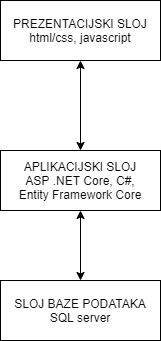 PREZENTACIJSKI SLOJ
html/css, javascript
APLIKACIJSKI SLOJ
ASP .NET Core, C#,
Entity Framework Core
SLOJ BAZE PODATAKA
SQL server